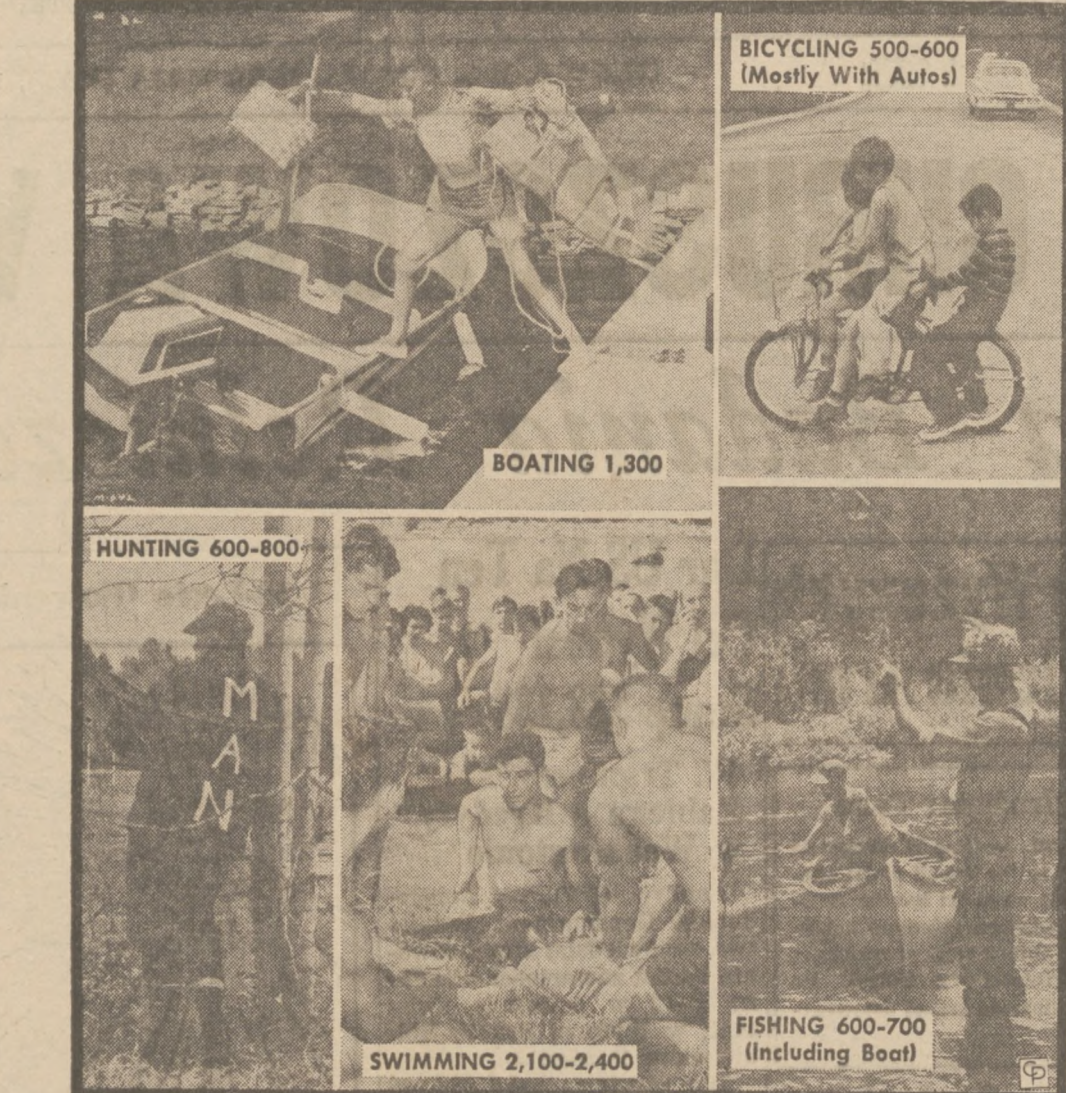 BICYCLING 500-600
(Mostly With Autos)
BOATING 1,300
HUNTING 600-800
M
A
N
SWIMMING 2,100-2,400
FISHING 600-700
(Including Boat)
CP